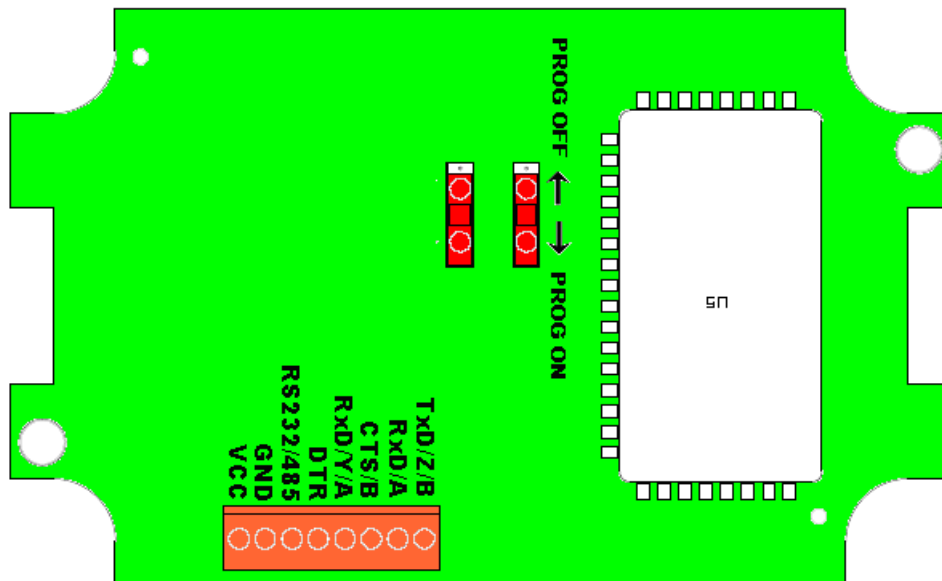 PROG OFF
PROG ON
U5
VCC
GND
RS232/485
DTR
RxD/Y/A
CTS/B
RxD/A
TxD/Z/B